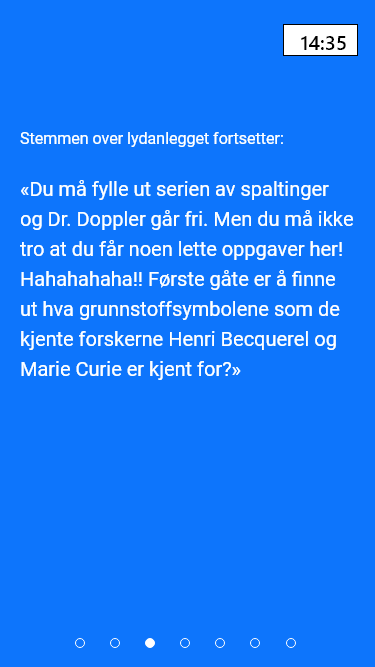 14:35
Stemmen over lydanlegget fortsetter:
«Du må fylle ut serien av spaltinger
og Dr. Doppler går fri. Men du må ikke
tro at du får noen lette oppgaver her!
Hahahahaha!! Første gåte er å finne
ut hva grunnstoffsymbolene som de
kjente forskerne Henri Becquerel og
Marie Curie er kjent for?»